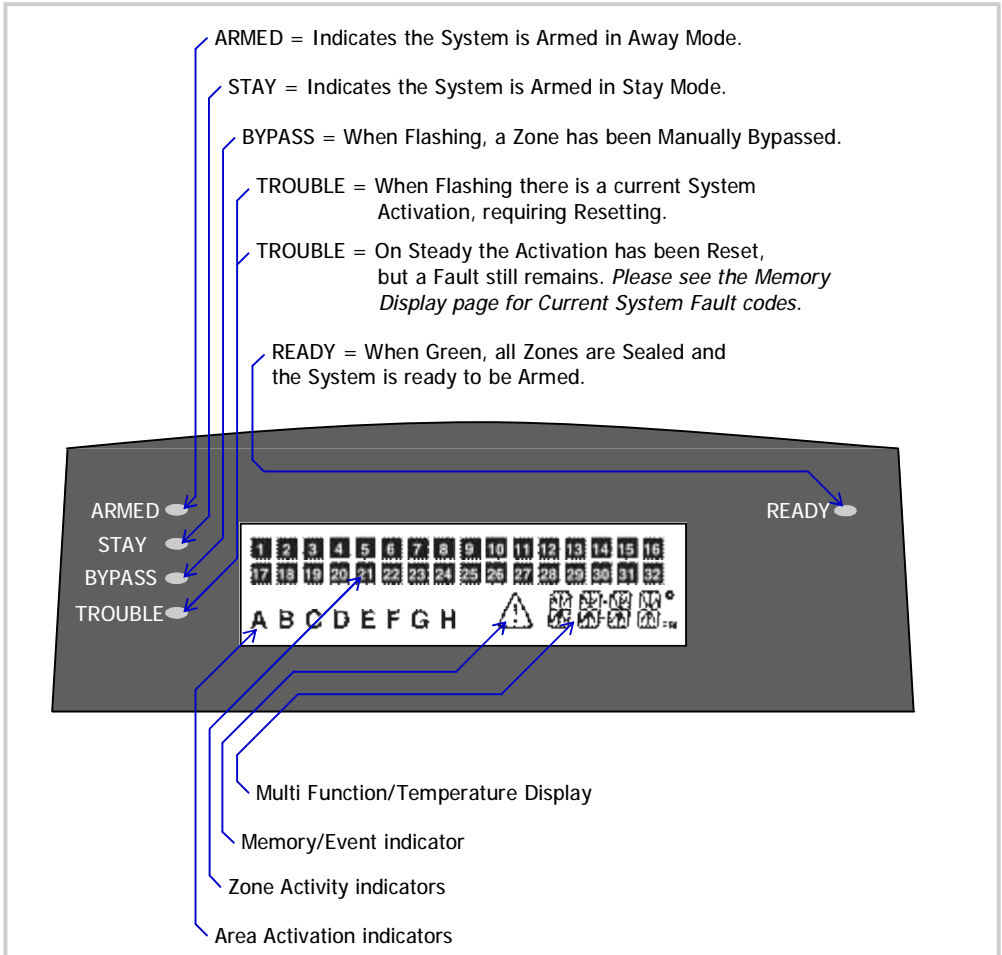 ARMED = Indicates the System is Armed in Away Mode.
STAY = Indicates the System is Armed in Stay Mode.
BYPASS = When Flashing, a Zone has been Manually Bypassed.
TROUBLE = When Flashing there is a current System
Activation, requiring Resetting.
TROUBLE = On Steady the Activation has been Reset,
but a Fault still remains. Please see the Memory
Display page for Current System Fault codes.
READY = When Green, all Zones are Sealed and
the System is ready to be Armed.
ARMED
STAY
BYPASS
TROUBLE
READY
1 2 3 4 5 6 7 8 9 10 11 12 13 14 15 16
17 18 19 20 21 22 23 24 25 26 27 28 29 30 31 32
A B C D E F G H
Multi Function/Temperature Display
Memory/Event indicator
Zone Activity indicators
Area Activation indicators